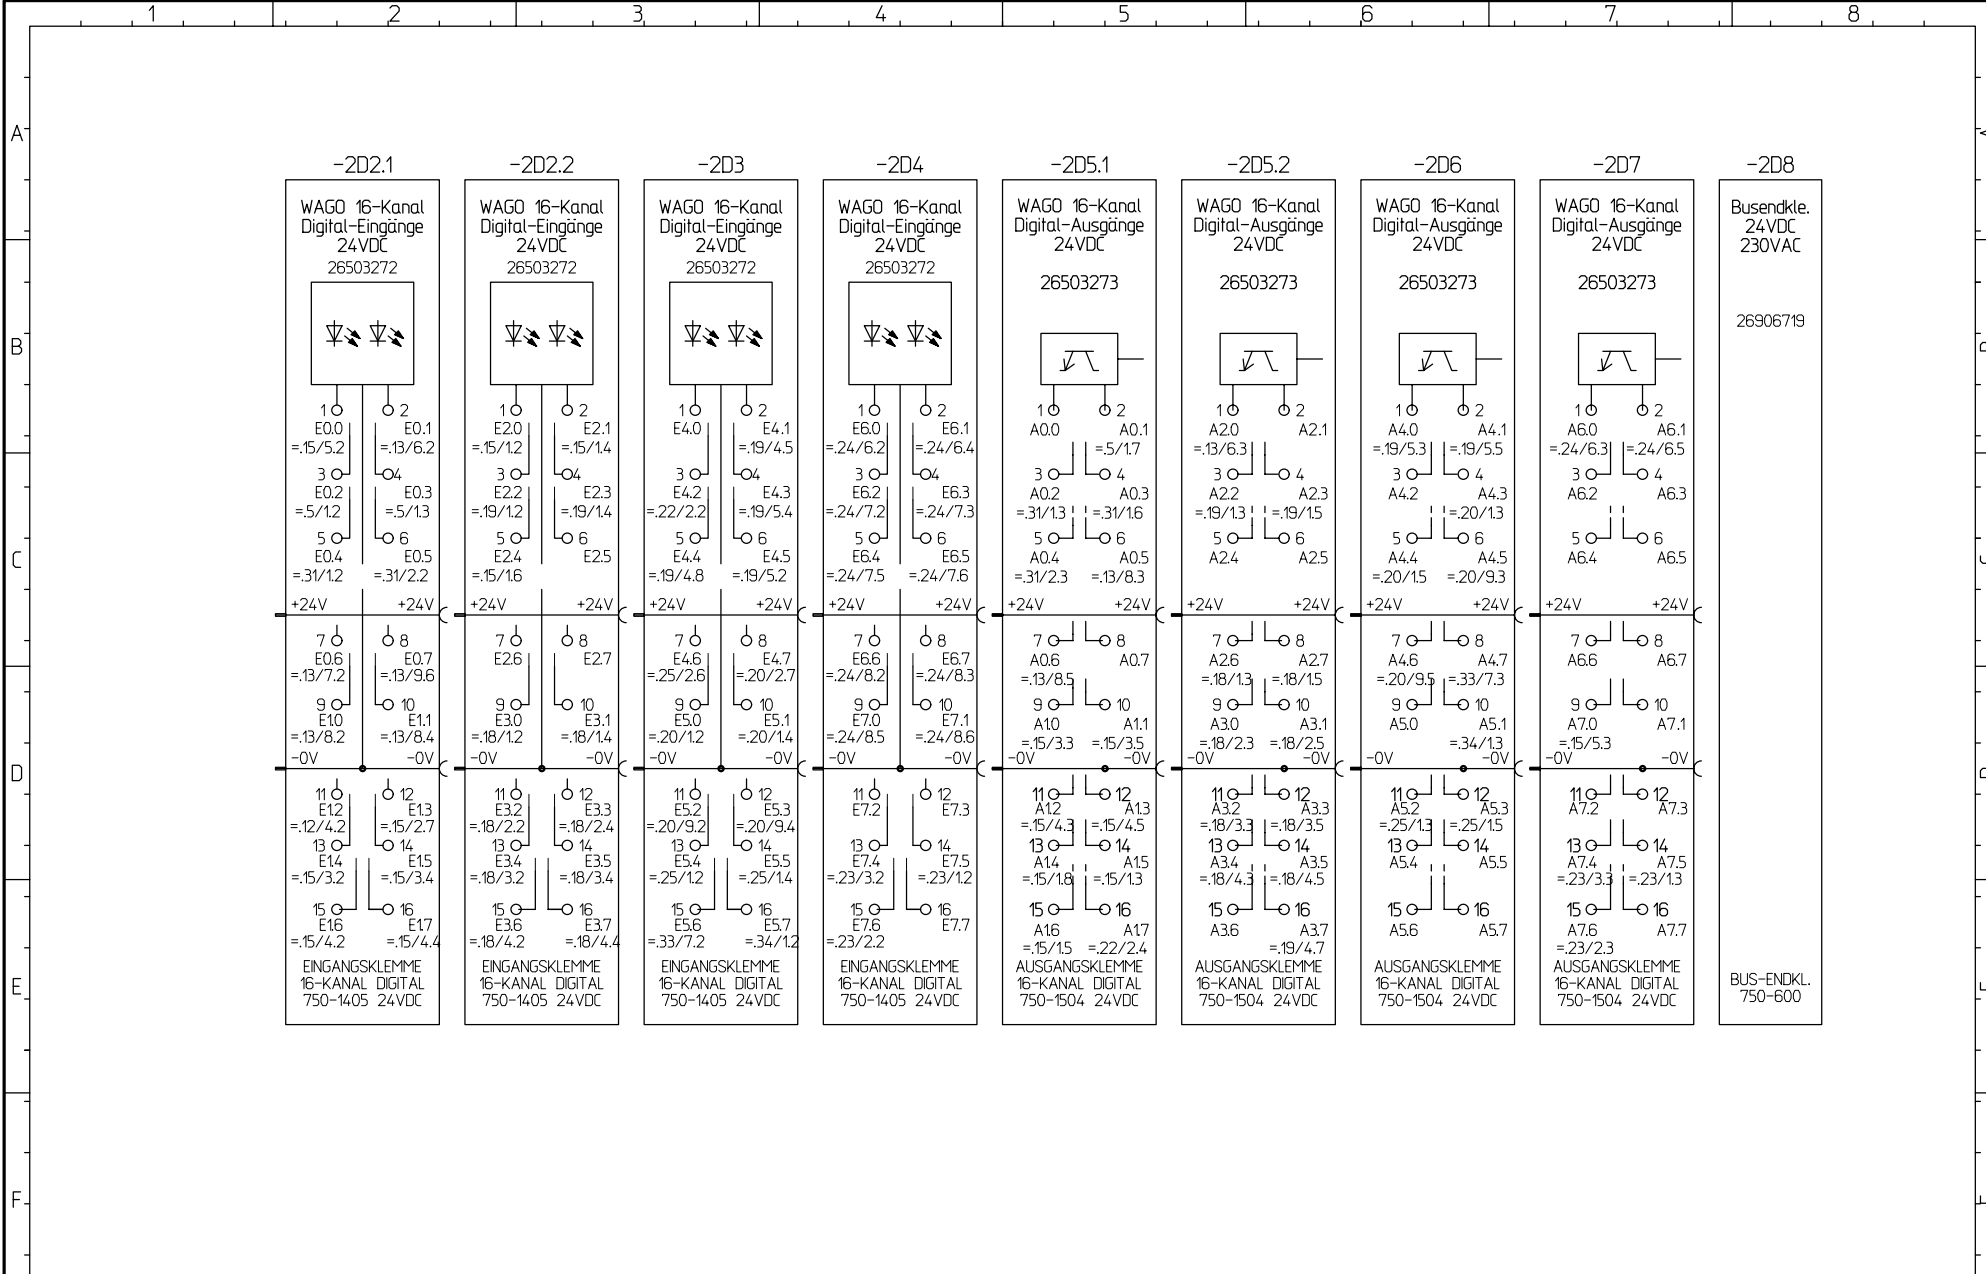 1 2 3 4 5 6 7 8
A
B
C
D
E
F
-2D2.1
WAGO 16-Kanal
Digital-Eingänge
24VDC
26503272
1 2
E0.0 E0.1
=.15/5.2 =.13/6.2
3 4
E0.2 E0.3
=.5/1.2 =.5/1.3
5 6
E0.4 E0.5
=.31/1.2 =.31/2.2
+24V +24V
7 8
E0.6 E0.7
=.13/7.2 =.13/9.6
9 10
E1.0 E1.1
=.13/8.2 =.13/8.4
-0V -0V
11 12
E1.2 E1.3
=.12/4.2 =.15/2.7
13 14
E1.4 E1.5
=.15/3.2 =.15/3.4
15 16
E1.6 E1.7
=.15/4.2 =.15/4.4
EINGANGSKLEMME
16-KANAL DIGITAL
750-1405 24VDC
-2D2.2
WAGO 16-Kanal
Digital-Eingänge
24VDC
26503272
1 2
E2.0 E2.1
=.15/1.2 =.15/1.4
3 4
E2.2 E2.3
=.19/1.2 =.19/1.4
5 6
E2.4 E2.5
=.15/1.6
+24V +24V
7 8
E2.6 E2.7
9 10
E3.0 E3.1
=.18/1.2 =.18/1.4
-0V -0V
11 12
E3.2 E3.3
=.18/2.2 =.18/2.4
13 14
E3.4 E3.5
=.18/3.2 =.18/3.4
15 16
E3.6 E3.7
=.18/4.2 =.18/4.4
EINGANGSKLEMME
16-KANAL DIGITAL
750-1405 24VDC
-2D3
WAGO 16-Kanal
Digital-Eingänge
24VDC
26503272
1 2
E4.0 E4.1
=.19/4.5
3 4
E4.2 E4.3
=.22/2.2 =.19/5.4
5 6
E4.4 E4.5
=.19/4.8 =.19/5.2
+24V +24V
7 8
E4.6 E4.7
=.25/2.6 =.20/2.7
9 10
E5.0 E5.1
=.20/1.2 =.20/1.4
-0V -0V
11 12
E5.2 E5.3
=.20/9.2 =.20/9.4
13 14
E5.4 E5.5
=.25/1.2 =.25/1.4
15 16
E5.6 E5.7
=.33/7.2 =.34/1.2
EINGANGSKLEMME
16-KANAL DIGITAL
750-1405 24VDC
-2D4
WAGO 16-Kanal
Digital-Eingänge
24VDC
26503272
1 2
E6.0 E6.1
=.24/6.2 =.24/6.4
3 4
E6.2 E6.3
=.24/7.2 =.24/7.3
5 6
E6.4 E6.5
=.24/7.5 =.24/7.6
+24V +24V
7 8
E6.6 E6.7
=.24/8.2 =.24/8.3
9 10
E7.0 E7.1
=.24/8.5 =.24/8.6
-0V -0V
11 12
E7.2 E7.3
13 14
E7.4 E7.5
=.23/3.2 =.23/1.2
15 16
E7.6 E7.7
=.23/2.2
EINGANGSKLEMME
16-KANAL DIGITAL
750-1405 24VDC
-2D5.1
WAGO 16-Kanal
Digital-Ausgänge
24VDC
26503273
1 2
A0.0 A0.1
=.5/1.7
3 4
A0.2 A0.3
=.31/1.3 =.31/1.6
5 6
A0.4 A0.5
=.31/2.3 =.13/8.3
+24V +24V
7 8
A0.6 A0.7
=.13/8.5
9 10
A1.0 A1.1
=.15/3.3 =.15/3.5
-0V -0V
11 12
A1.2 A1.3
=.15/4.3 =.15/4.5
13 14
A1.4 A1.5
=.15/1.8 =.15/1.3
15 16
A1.6 A1.7
=.15/1.5 =.22/2.4
AUSGANGSKLEMME
16-KANAL DIGITAL
750-1504 24VDC
-2D5.2
WAGO 16-Kanal
Digital-Ausgänge
24VDC
26503273
1 2
A2.0 A2.1
=.13/6.3
3 4
A2.2 A2.3
=.19/1.3 =.19/1.5
5 6
A2.4 A2.5
+24V +24V
7 8
A2.6 A2.7
=.18/1.3 =.18/1.5
9 10
A3.0 A3.1
=.18/2.3 =.18/2.5
-0V -0V
11 12
A3.2 A3.3
=.18/3.3 =.18/3.5
13 14
A3.4 A3.5
=.18/4.3 =.18/4.5
15 16
A3.6 A3.7
=.19/4.7
AUSGANGSKLEMME
16-KANAL DIGITAL
750-1504 24VDC
-2D6
WAGO 16-Kanal
Digital-Ausgänge
24VDC
26503273
1 2
A4.0 A4.1
=.19/5.3 =.19/5.5
3 4
A4.2 A4.3
=.20/1.3
5 6
A4.4 A4.5
=.20/1.5 =.20/9.3
+24V +24V
7 8
A4.6 A4.7
=.20/9.5 =.33/7.3
9 10
A5.0 A5.1
=.34/1.3
-0V -0V
11 12
A5.2 A5.3
=.25/1.3 =.25/1.5
13 14
A5.4 A5.5
15 16
A5.6 A5.7
AUSGANGSKLEMME
16-KANAL DIGITAL
750-1504 24VDC
-2D7
WAGO 16-Kanal
Digital-Ausgänge
24VDC
26503273
1 2
A6.0 A6.1
=.24/6.3 =.24/6.5
3 4
A6.2 A6.3
5 6
A6.4 A6.5
+24V +24V
7 8
A6.6 A6.7
9 10
A7.0 A7.1
=.15/5.3
-0V -0V
11 12
A7.2 A7.3
13 14
A7.4 A7.5
=.23/3.3 =.23/1.3
15 16
A7.6 A7.7
=.23/2.3
AUSGANGSKLEMME
16-KANAL DIGITAL
750-1504 24VDC
-2D8
Busendkle.
24VDC
230VAC
26906719
BUS-ENDKL.
750-600